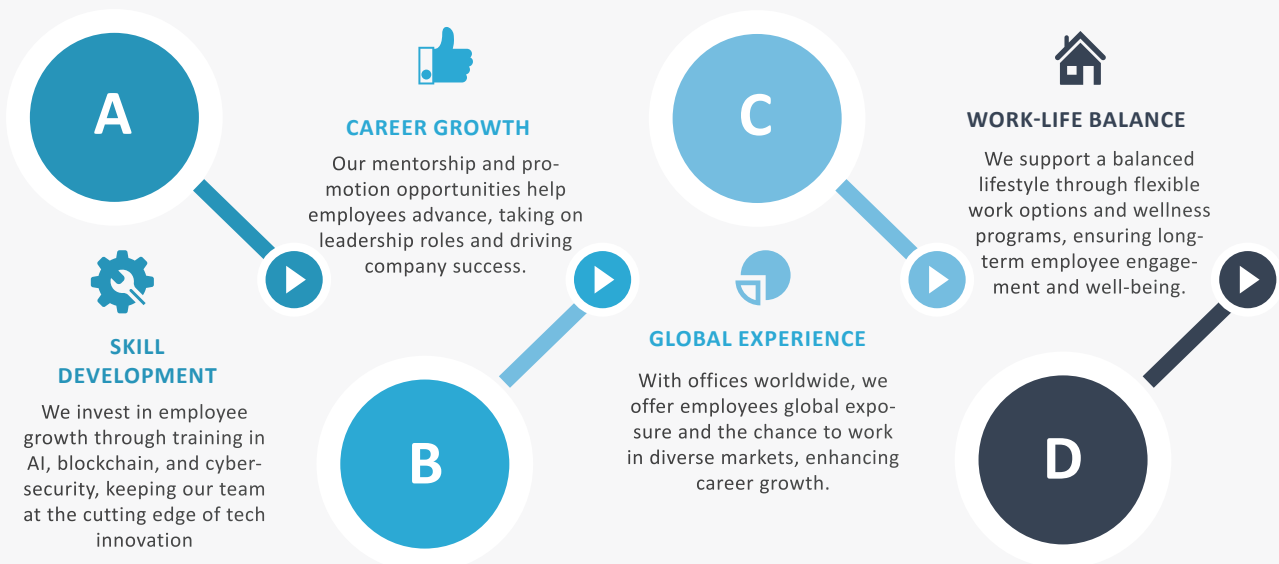 A
SKILL
DEVELOPMENT
We invest in employee
growth through training in
AI, blockchain, and cyber-
security, keeping our team
at the cutting edge of tech
innovation
CAREER GROWTH
Our mentorship and pro-
motion opportunities help
employees advance, taking on
leadership roles and driving
company success.
B
C
GLOBAL EXPERIENCE
With offices worldwide, we
offer employees global expo-
sure and the chance to work
in diverse markets, enhancing
career growth.
WORK-LIFE BALANCE
We support a balanced
lifestyle through flexible
work options and wellness
programs, ensuring long-
term employee engage-
ment and well-being.
D